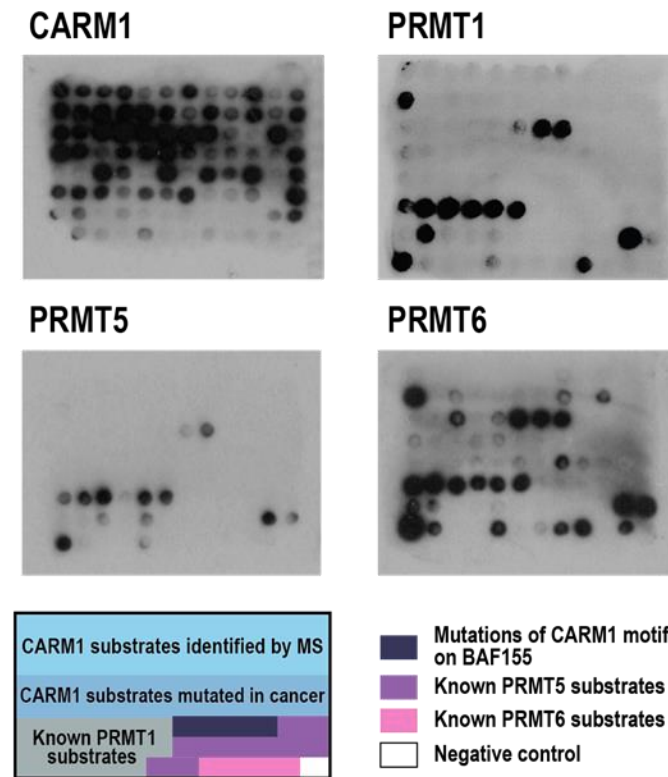 CARM1
PRMT1
PRMT5
PRMT6
CARM1 substrates identified by MS
CARM1 substrates mutated in cancer
Known PRMT1
substrates
Mutations of CARM1 motif
on BAF155
Known PRMT5 substrates
Known PRMT6 substrates
Negative control